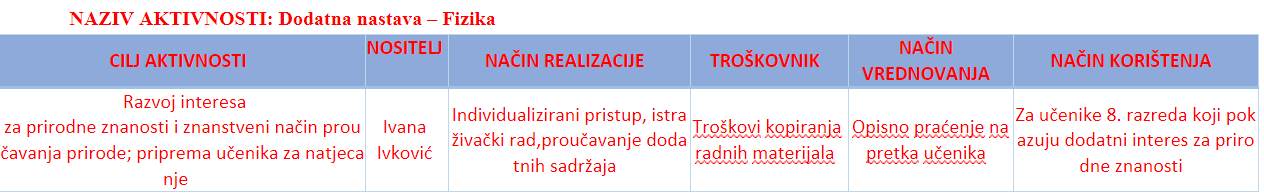 NAZIV AKTIVNOSTI: Dodatna nastava – Fizika
CILJ AKTIVNOSTI
NOSITELJ
NAČIN REALIZACIJE
TROŠKOVNIK
NAČIN
VREDNOVANJA
NAČIN KORIŠTENJA
Razvoj interesa
za prirodne znanosti i znanstveni način prou
čavanja prirode; priprema učenika za natjeca
nje
Ivana
Ivković
Individualizirani pristup, istra
živački rad,proučavanje doda
tnih sadržaja
Troškovi kopiranja
radnih materijala
Opisno praćenje na
pretka učenika
Za učenike 8. razreda koji pok
azuju dodatni interes za priro
dne znanosti